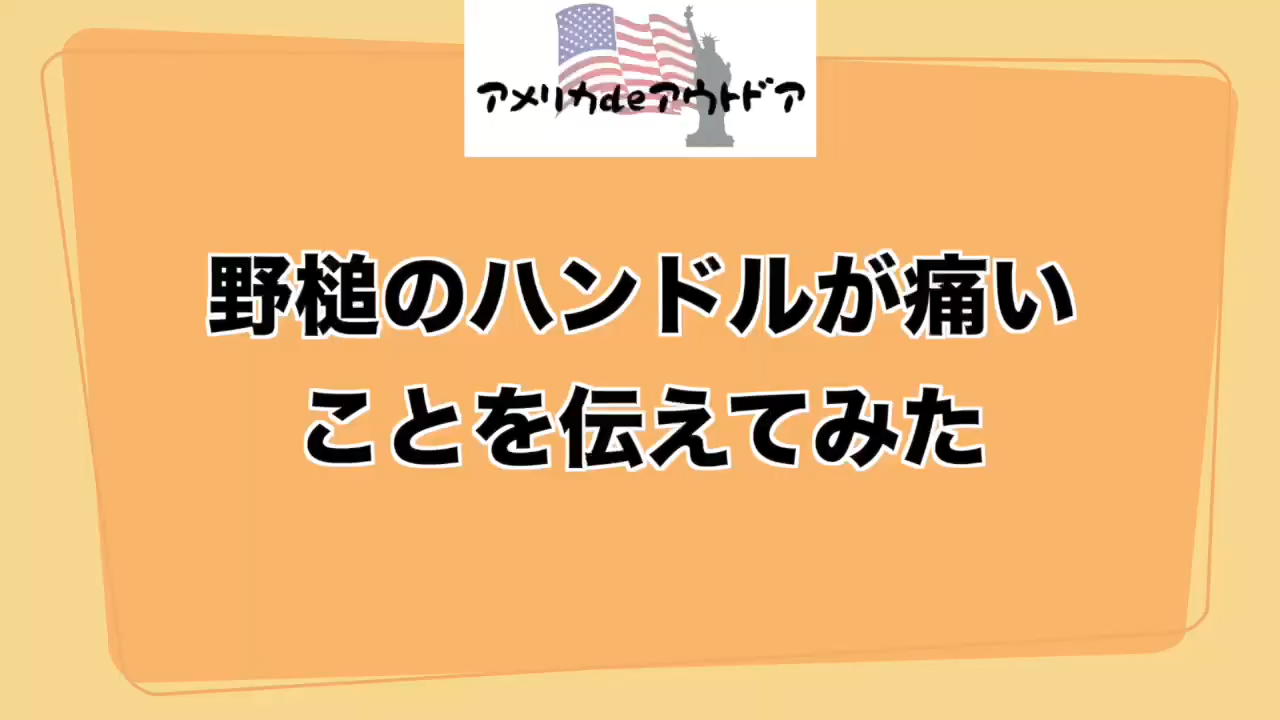 アメリカdeアウトドア
野槌のハンドルが痛い
ことを伝えてみた